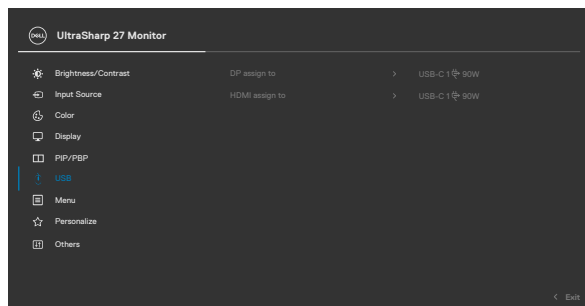 DELL UltraSharp 27 Monitor
Brightness/Contrast DP assign to > USB-C 1 90W
Input Source HDMI assign to > USB-C 1 90W
Color
Display
PIP/PBP
USB
Menu
Personalize
Others
< Exit